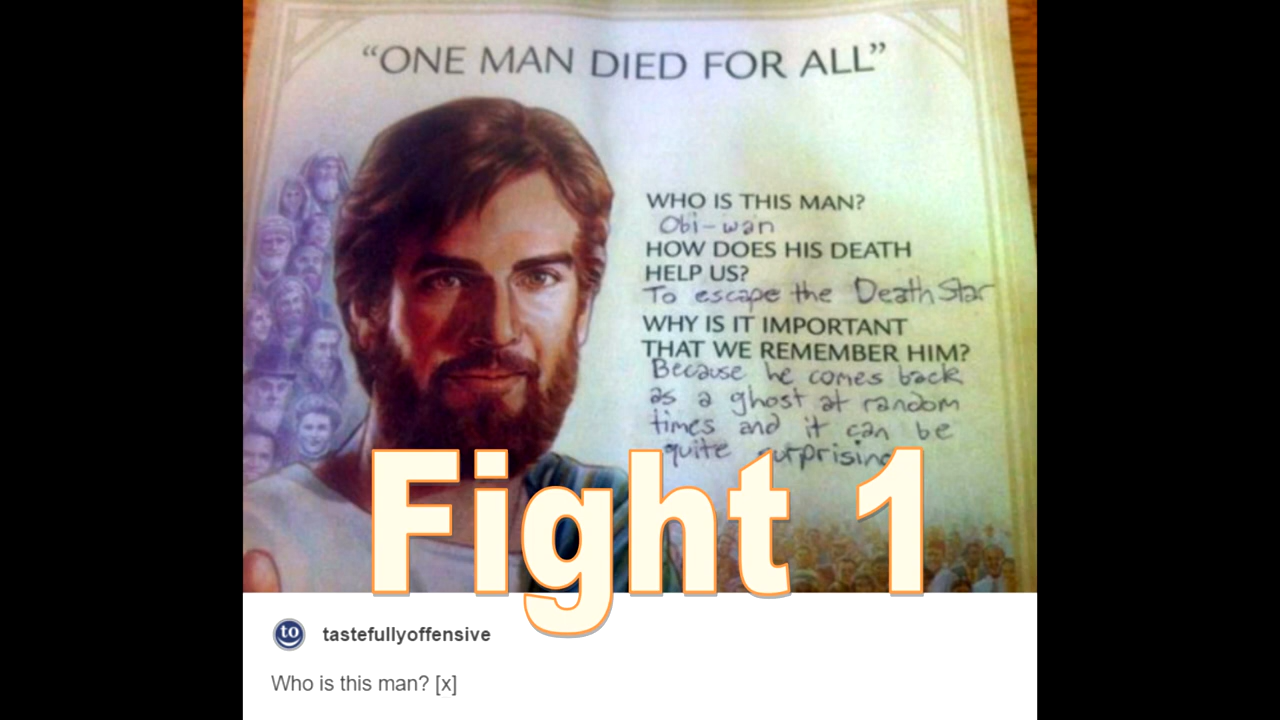 “ONE MAN DIED FOR ALL”
WHO IS THIS MAN?
Obi-wan
HOW DOES HIS DEATH
HELP US?
To escape the Death Star
WHY IS IT IMPORTANT
THAT WE REMEMBER HIM?
Because he comes back
as a ghost at random
times and it can be
quite surprising
Fight 1
to
tastefullyoffensive
Who is this man? [x]